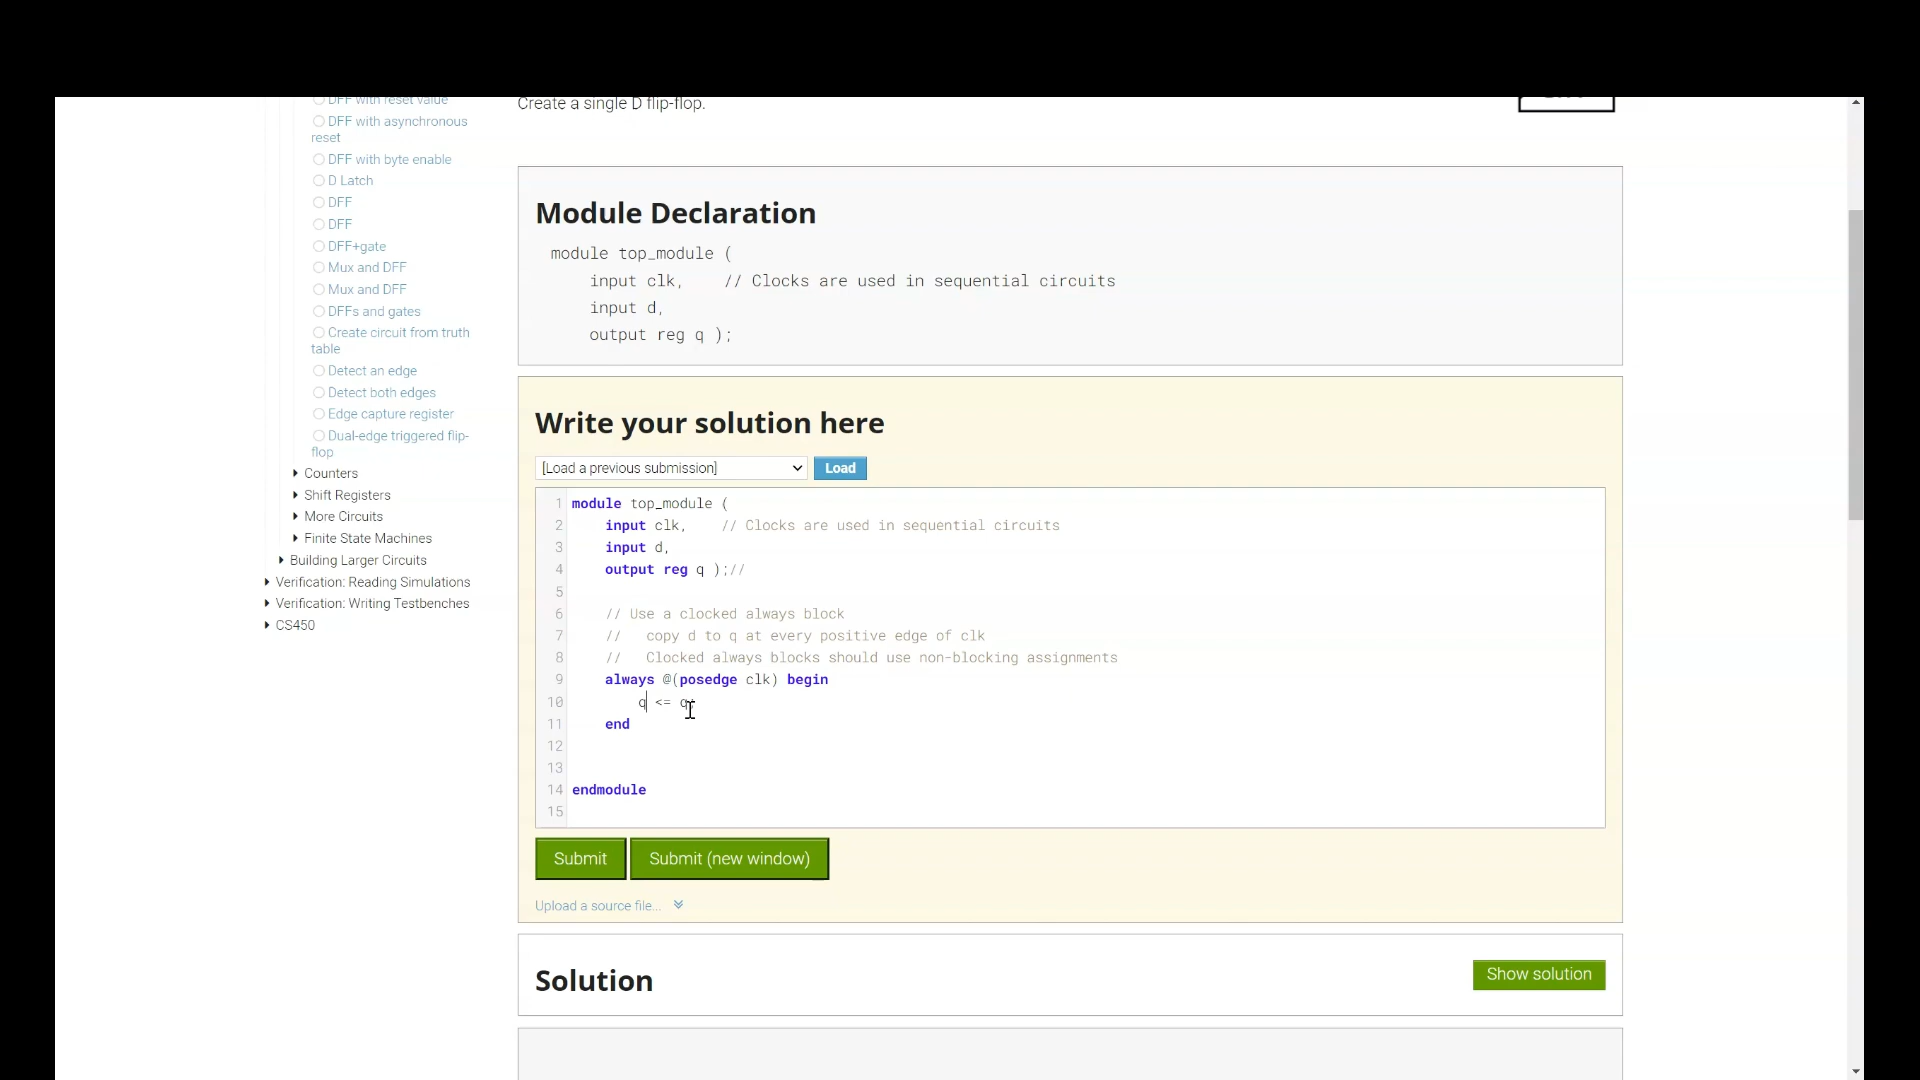 DFF with reset value
Create a single D flip-flop.
DFF with asynchronous
reset
DFF with byte enable
D Latch
DFF
DFF
DFF+gate
Mux and DFF
Mux and DFF
DFFs and gates
Create circuit from truth
table
Detect an edge
Detect both edges
Edge capture register
Dual-edge triggered flip-
flop
Counters
Shift Registers
More Circuits
Finite State Machines
Building Larger Circuits
Verification: Reading Simulations
Verification: Writing Testbenches
CS450
Module Declaration
module top_module (
input clk,    // Clocks are used in sequential circuits
input d,
output reg q );
Write your solution here
[Load a previous submission]
Load
1 module top_module (
2 input clk,    // Clocks are used in sequential circuits
3 input d,
4 output reg q );//
5
6 // Use a clocked always block
7 //   copy d to q at every positive edge of clk
8 //   Clocked always blocks should use non-blocking assignments
9 always @(posedge clk) begin
10 q <= q;
11 end
12
13
14 endmodule
15
Submit
Submit (new window)
Upload a source file...
Solution
Show solution